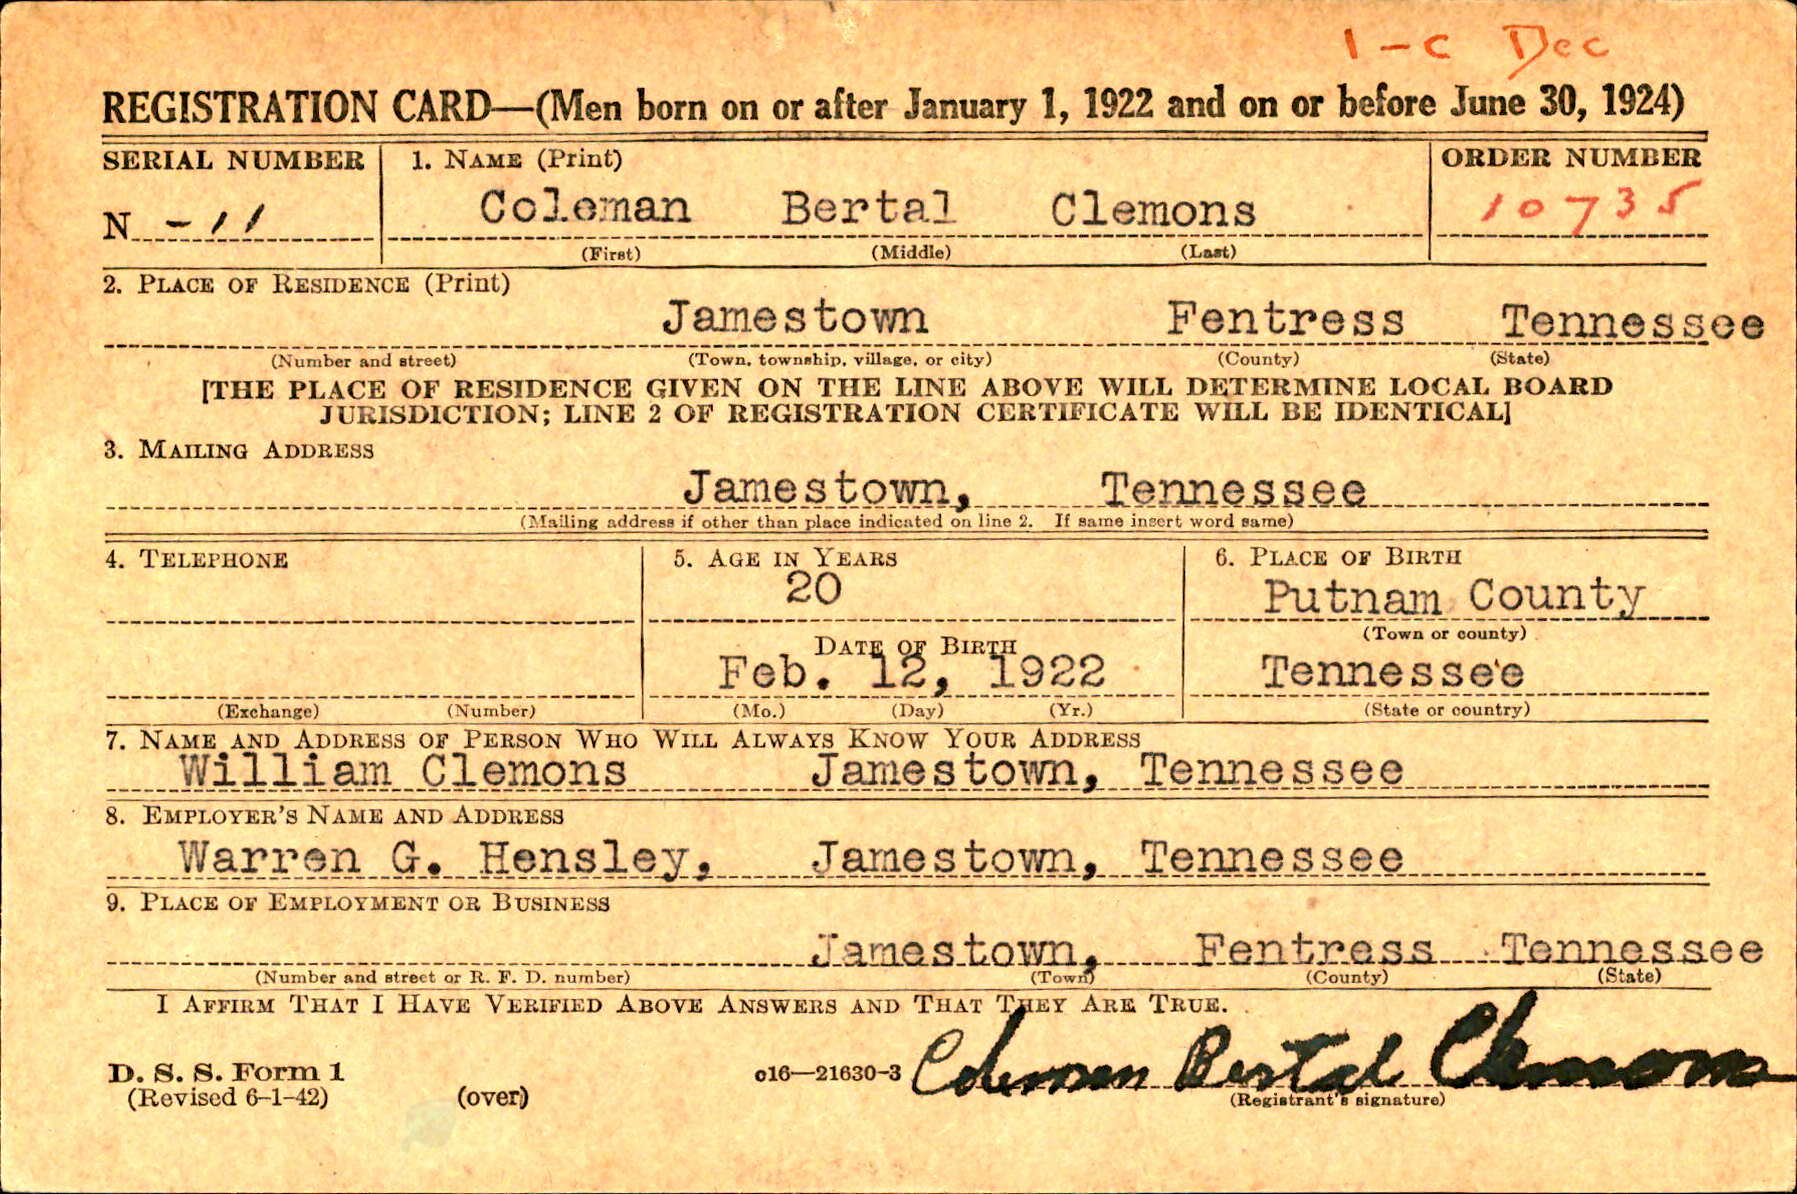 1-C Dec
REGISTRATION CARD—(Men born on or after January 1, 1922 and on or before June 30, 1924)
SERIAL NUMBER 1. NAME (Print) ORDER NUMBER
N -11 Coleman Bertal Clemons 10735
(First) (Middle) (Last)
2. PLACE OF RESIDENCE (Print)
Jamestown Fentress Tennessee
(Number and street) (Town, township, village, or city) (County) (State)
[THE PLACE OF RESIDENCE GIVEN ON THE LINE ABOVE WILL DETERMINE LOCAL BOARD
JURISDICTION; LINE 2 OF REGISTRATION CERTIFICATE WILL BE IDENTICAL]
3. MAILING ADDRESS
Jamestown, Tennessee
(Mailing address if other than place indicated on line 2. If same insert word same)
4. TELEPHONE 5. AGE IN YEARS 6. PLACE OF BIRTH
20 Putnam County
(Town or county)
DATE OF BIRTH
Feb. 12, 1922 Tennessee
(Exchange) (Number) (Mo.) (Day) (Yr.) (State or country)
7. NAME AND ADDRESS OF PERSON WHO WILL ALWAYS KNOW YOUR ADDRESS
William Clemons Jamestown, Tennessee
8. EMPLOYER'S NAME AND ADDRESS
Warren G. Hensley, Jamestown, Tennessee
9. PLACE OF EMPLOYMENT OR BUSINESS
Jamestown, Fentress Tennessee
(Number and street or R. F. D. number) (Town) (County) (State)
I AFFIRM THAT I HAVE VERIFIED ABOVE ANSWERS AND THAT THEY ARE TRUE.
D. S. S. Form 1 c16—21630-3 Coleman Bertal Clemons
(Revised 6-1-42) (over) (Registrant's signature)